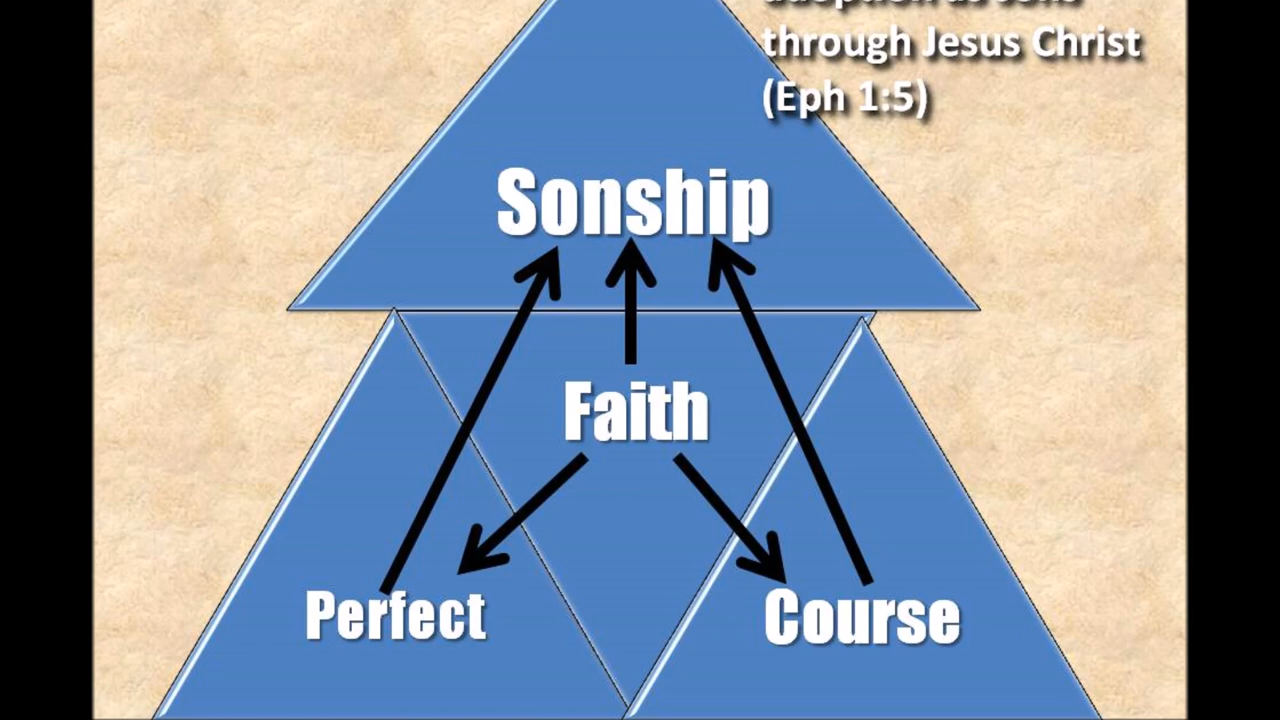 through Jesus Christ
(Eph 1:5)
Sonship
Faith
Perfect
Course